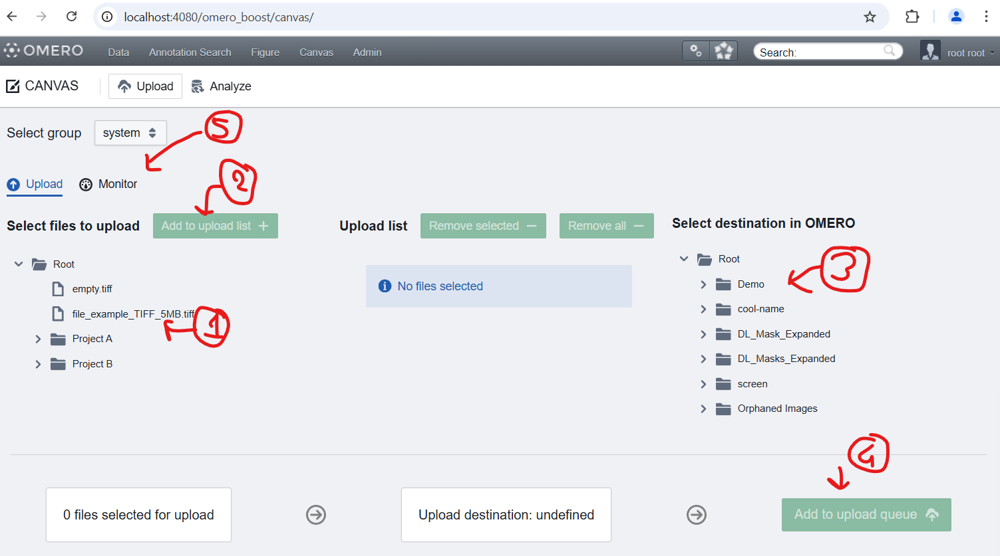 localhost:4080/omero_boost/canvas/
OMERO Data Annotation Search Figure Canvas Admin Search: root root
CANVAS Upload Analyze
Select group system 5
Upload Monitor 2
Select files to upload Add to upload list + Upload list Remove selected − Remove all − Select destination in OMERO
Root Root
empty.tiff No files selected Demo 3
file_example_TIFF_5MB.tiff 1 cool-name
Project A DL_Mask_Expanded
Project B DL_Masks_Expanded
screen
Orphaned Images
4
0 files selected for upload Upload destination: undefined Add to upload queue